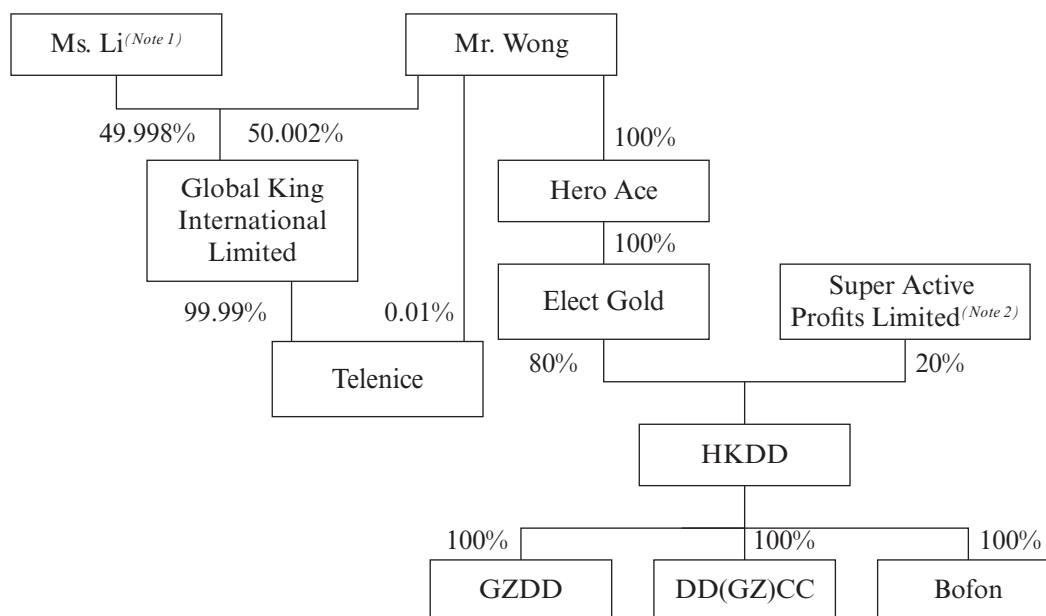 Ms. Li(Note 1)
Mr. Wong
49.998%
50.002%
100%
Global King
International
Limited
Hero Ace
100%
Elect Gold
Super Active
Profits Limited(Note 2)
99.99%
0.01%
80%
20%
Telenice
HKDD
100%
100%
100%
GZDD
DD(GZ)CC
Bofon